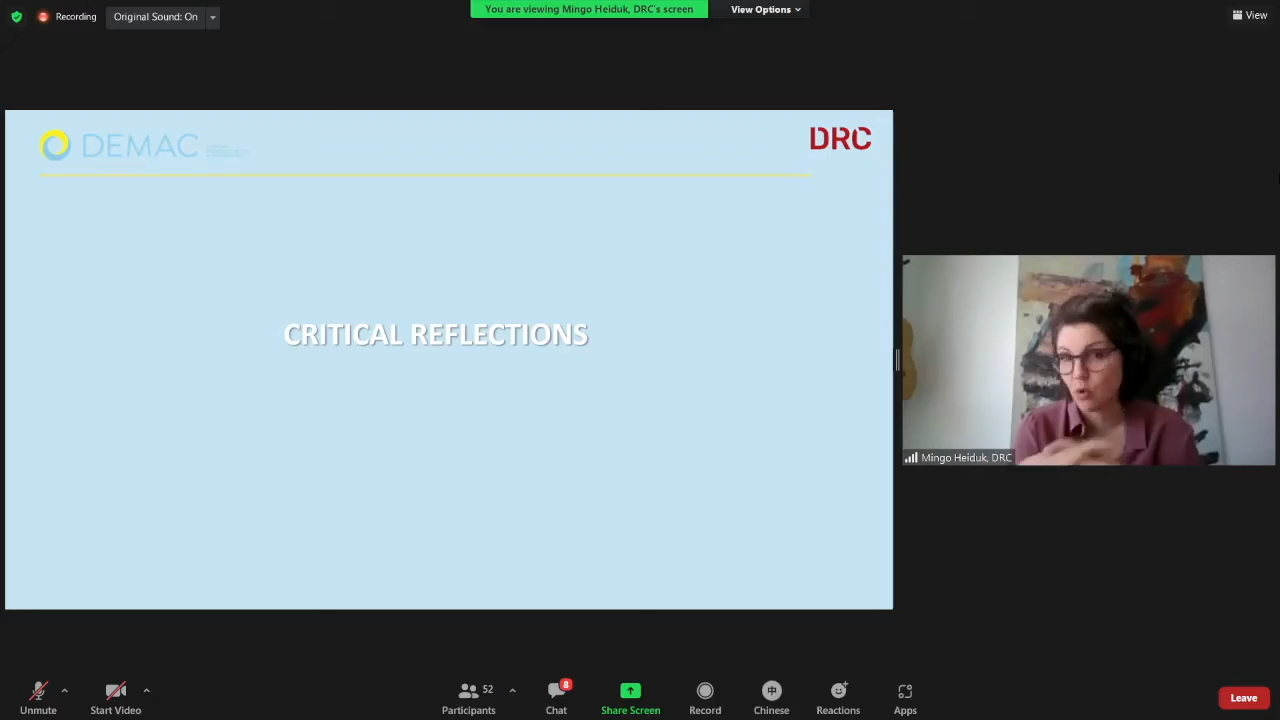 Recording
Original Sound: On
You are viewing Mingo Heiduk, DRC's screen
View Options
View
DEMAC
DRC
CRITICAL REFLECTIONS
Mingo Heiduk, DRC
Unmute
Start Video
52
Participants
8
Chat
Share Screen
Record
中
Chinese
Reactions
Apps
Leave